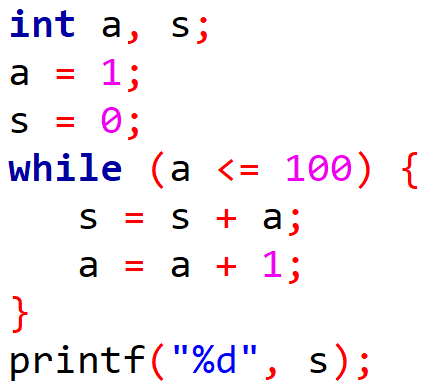 int a, s;
a = 1;
s = 0;
while (a <= 100) {
   s = s + a;
   a = a + 1;
}
printf("%d", s);